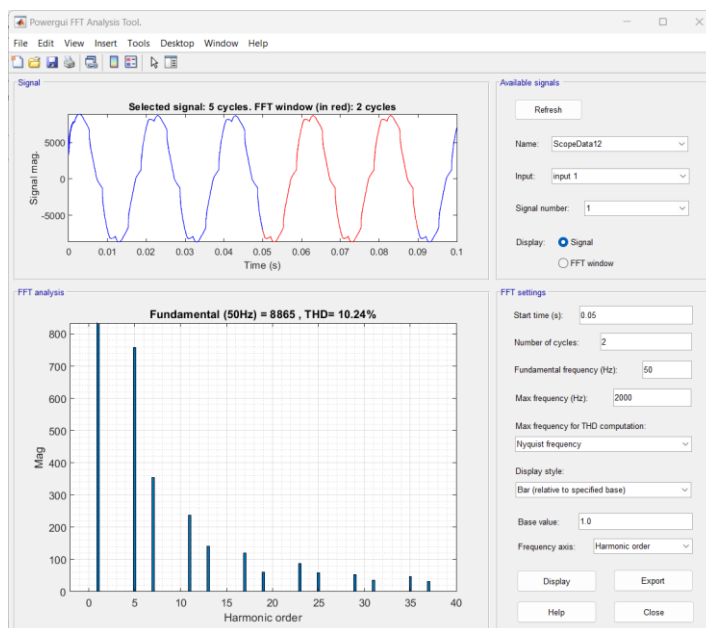 Powergui FFT Analysis Tool.
File Edit View Insert Tools Desktop Window Help
Signal
Selected signal: 5 cycles. FFT window (in red): 2 cycles
Signal mag.
5000
0
-5000
0 0.01 0.02 0.03 0.04 0.05 0.06 0.07 0.08 0.09 0.1
Time (s)
FFT analysis
Fundamental (50Hz) = 8865 , THD= 10.24%
Mag
800
700
600
500
400
300
200
100
0
0 5 10 15 20 25 30 35 40
Harmonic order
Available signals
Refresh
Name: ScopeData12
Input: input 1
Signal number: 1
Display: Signal
FFT window
FFT settings
Start time (s): 0.05
Number of cycles: 2
Fundamental frequency (Hz): 50
Max frequency (Hz): 2000
Max frequency for THD computation:
Nyquist frequency
Display style:
Bar (relative to specified base)
Base value: 1.0
Frequency axis: Harmonic order
Display Export
Help Close